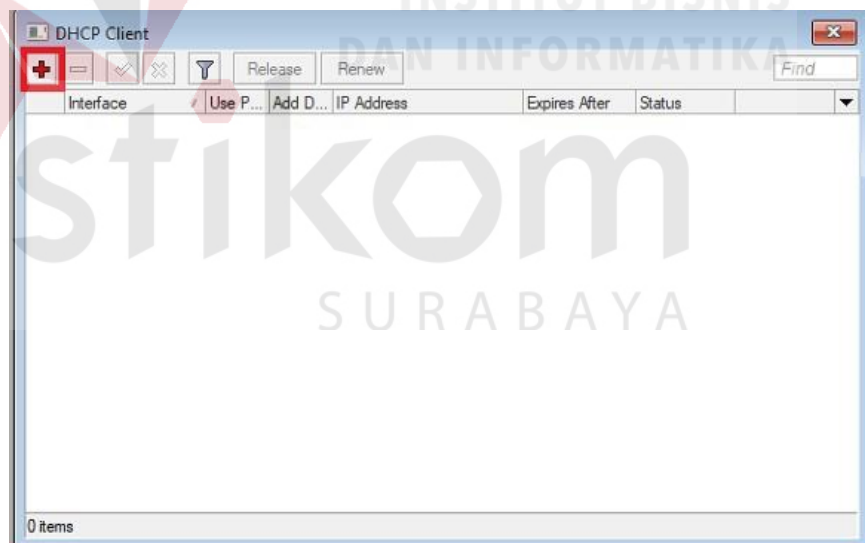 INSTITUT BISNIS
DAN INFORMATIKA
DHCP Client
Release Renew Find
Interface Use P... Add D... IP Address Expires After Status
stikom
SURABAYA
0 items